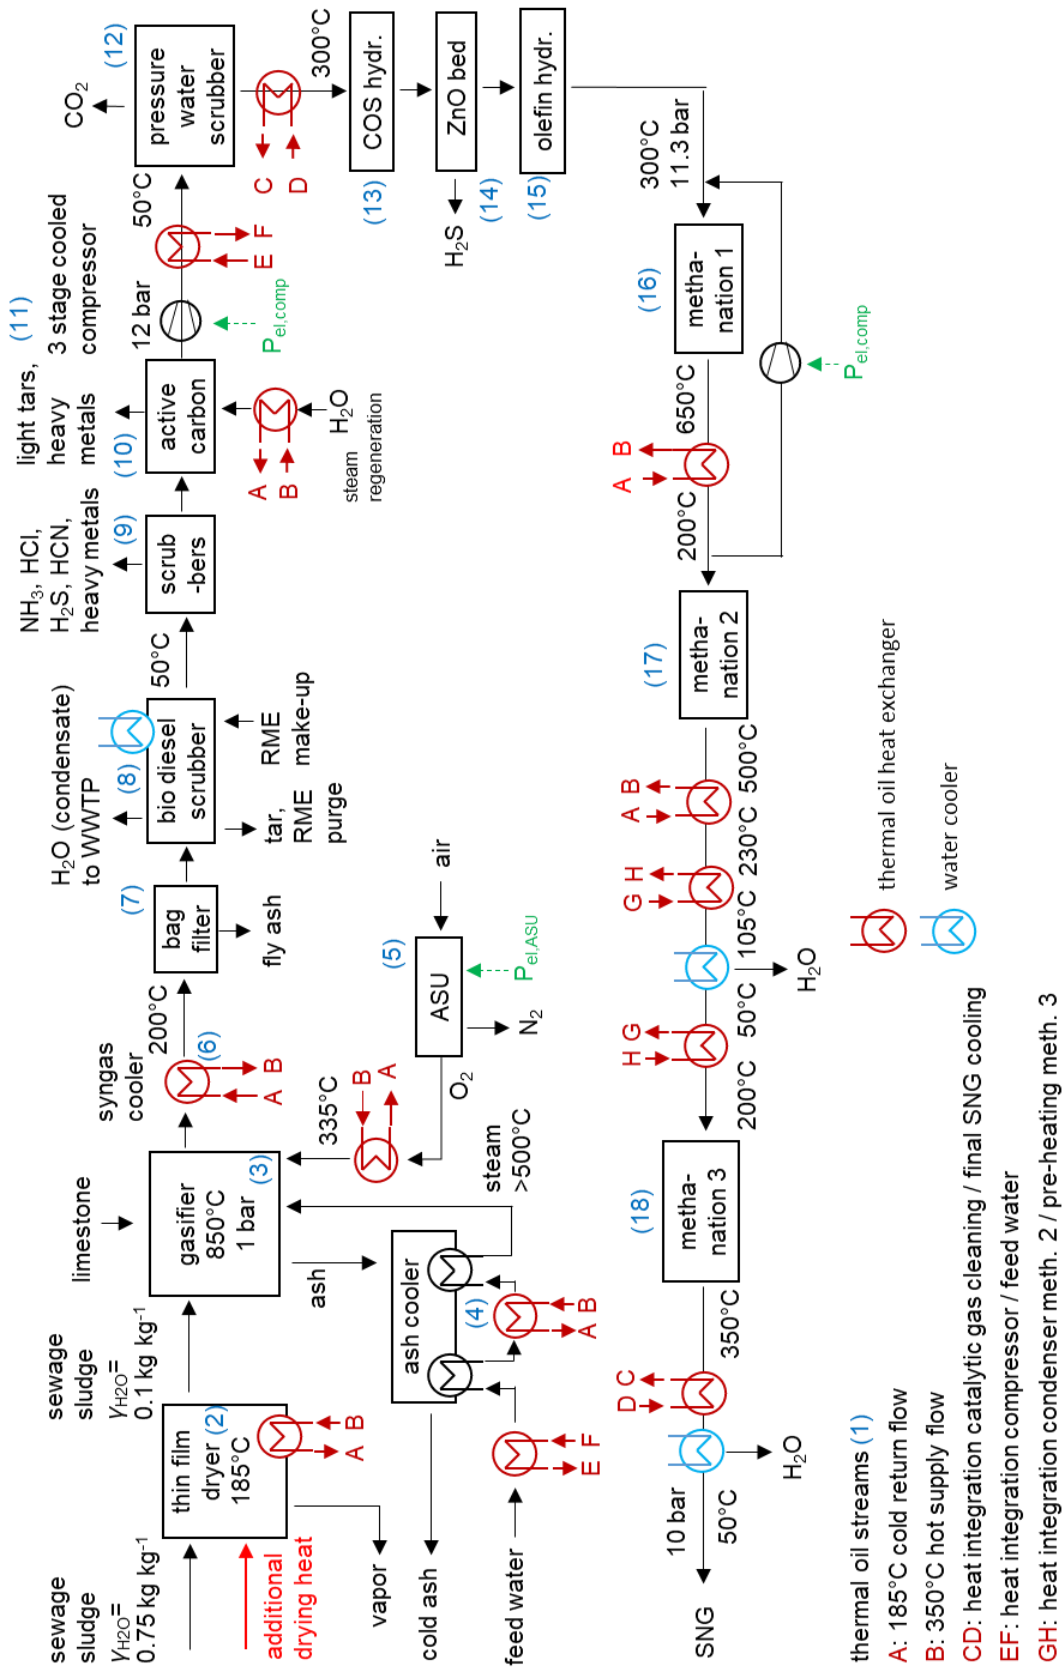 sewage
sludge
γH2O=
0.75 kg kg-1
additional
drying heat
thin film
dryer (2)
185°C
A B
vapor
cold ash
feed water
E F
sewage
sludge
γH2O=
0.1 kg kg-1
limestone
gasifier
850°C
1 bar (3)
ash
ash cooler
(4)
A B
steam
>500°C
335°C
B
A
O2
ASU
(5)
air
N2
Pel,ASU
syngas
cooler
(6)
A B
200°C
bag
filter
(7)
fly ash
H2O (condensate)
to WWTP
(8)
bio diesel
scrubber
tar,
RME
purge
RME
make-up
50°C
NH3, HCl,
H2S, HCN,
heavy metals
(9)
scrub
-bers
light tars,
heavy
metals
(10)
active
carbon
A
B
H2O
steam
regeneration
(11)
3 stage cooled
compressor
12 bar
Pel,comp
E F
50°C
CO2
(12)
pressure
water
scrubber
C
D
300°C
COS hydr.
(13)
ZnO bed
(14)
H2S
olefin hydr.
(15)
300°C
11.3 bar
(16)
metha-
nation 1
650°C
A B
200°C
Pel,comp
(17)
metha-
nation 2
500°C
A B
230°C
G H
105°C
H2O
50°C
H G
200°C
(18)
metha-
nation 3
350°C
D C
H2O
10 bar
50°C
SNG
thermal oil heat exchanger
water cooler
thermal oil streams (1)
A: 185°C cold return flow
B: 350°C hot supply flow
CD: heat integration catalytic gas cleaning / final SNG cooling
EF: heat integration compressor / feed water
GH: heat integration condenser meth. 2 / pre-heating meth. 3